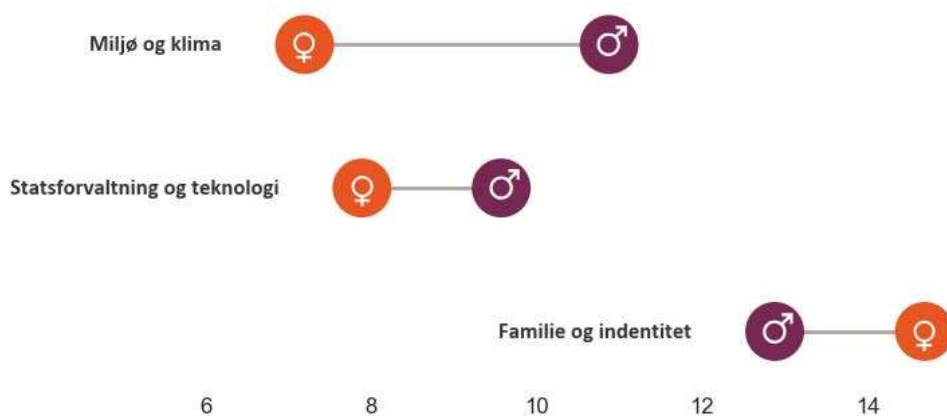 Miljø og klima
Statsforvaltning og teknologi
Familie og indentitet
6 8 10 12 14